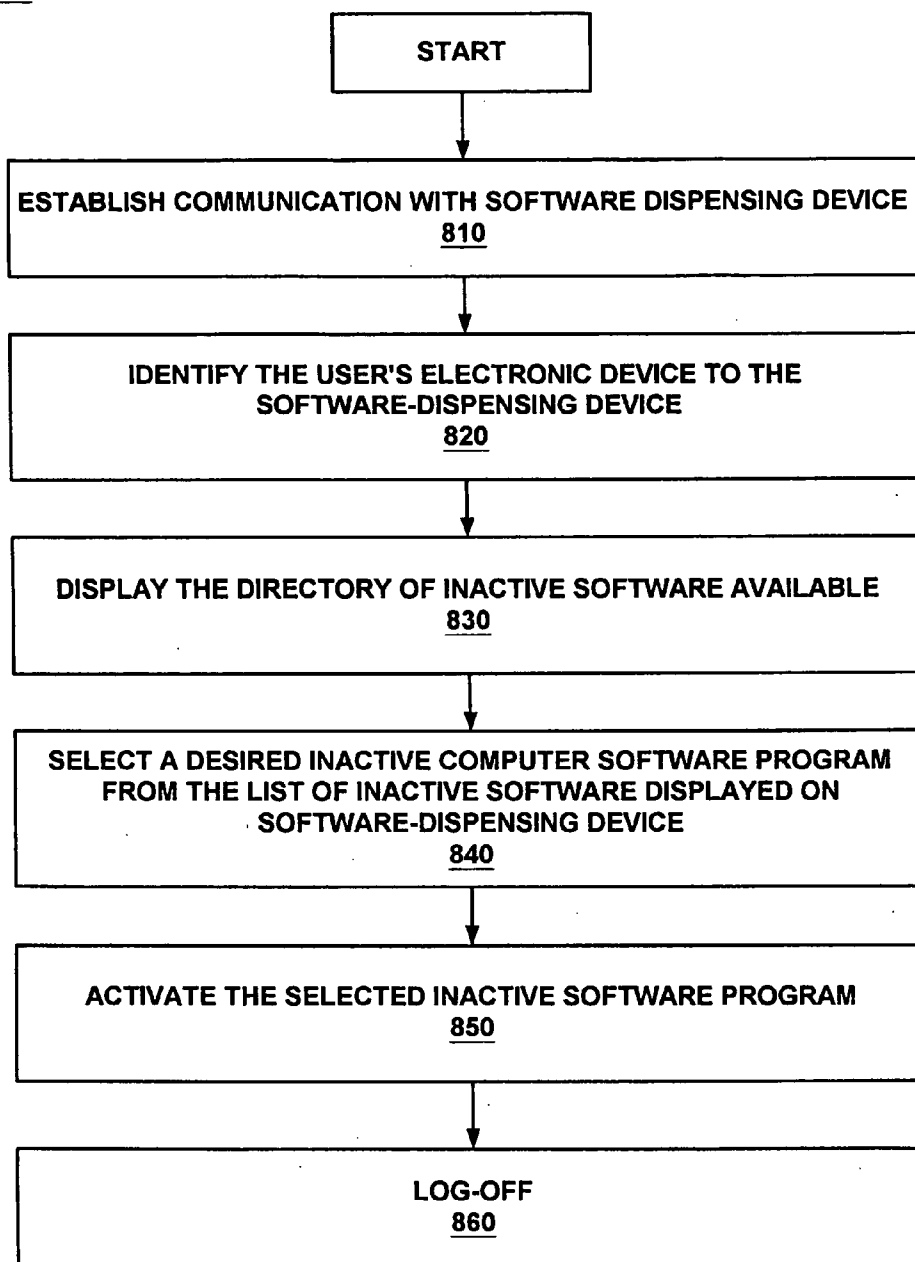 START
ESTABLISH COMMUNICATION WITH SOFTWARE DISPENSING DEVICE
810
IDENTIFY THE USER'S ELECTRONIC DEVICE TO THE
SOFTWARE-DISPENSING DEVICE
820
DISPLAY THE DIRECTORY OF INACTIVE SOFTWARE AVAILABLE
830
SELECT A DESIRED INACTIVE COMPUTER SOFTWARE PROGRAM
FROM THE LIST OF INACTIVE SOFTWARE DISPLAYED ON
SOFTWARE-DISPENSING DEVICE
840
ACTIVATE THE SELECTED INACTIVE SOFTWARE PROGRAM
850
LOG-OFF
860